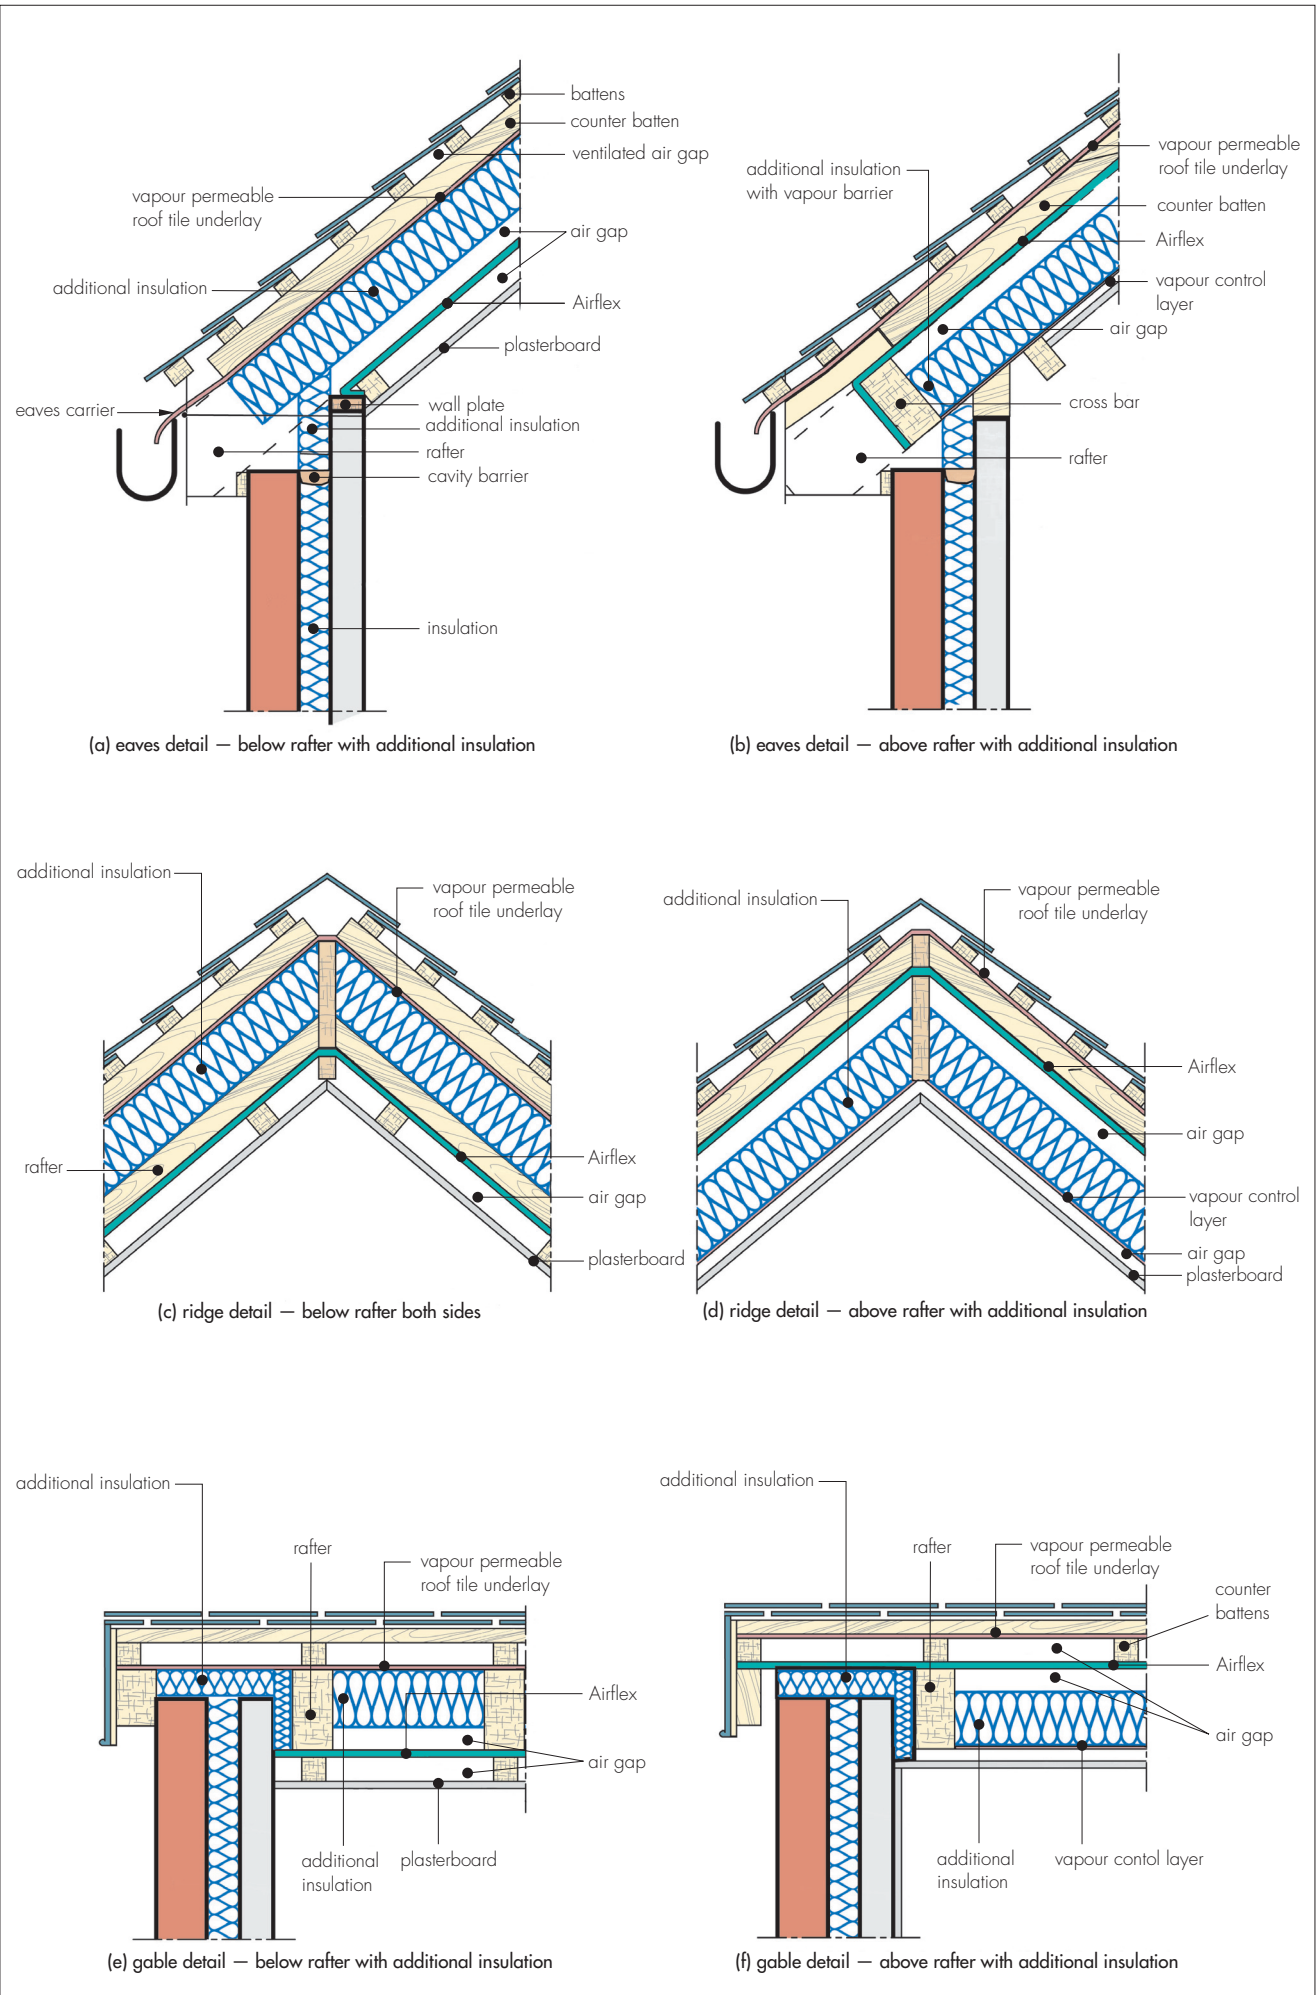 battens
counter batten
ventilated air gap
vapour permeable
roof tile underlay
air gap
additional insulation
Airflex
plasterboard
eaves carrier
wall plate
additional insulation
rafter
cavity barrier
insulation
(a) eaves detail — below rafter with additional insulation
vapour permeable
roof tile underlay
additional insulation
with vapour barrier
counter batten
Airflex
vapour control
layer
air gap
cross bar
rafter
(b) eaves detail — above rafter with additional insulation
additional insulation
vapour permeable
roof tile underlay
rafter
Airflex
air gap
plasterboard
(c) ridge detail — below rafter both sides
additional insulation
vapour permeable
roof tile underlay
Airflex
air gap
vapour control
layer
air gap
plasterboard
(d) ridge detail — above rafter with additional insulation
additional insulation
rafter
vapour permeable
roof tile underlay
Airflex
air gap
additional
insulation
plasterboard
(e) gable detail — below rafter with additional insulation
additional insulation
rafter
vapour permeable
roof tile underlay
counter
battens
Airflex
air gap
additional
insulation
vapour contol layer
(f) gable detail — above rafter with additional insulation